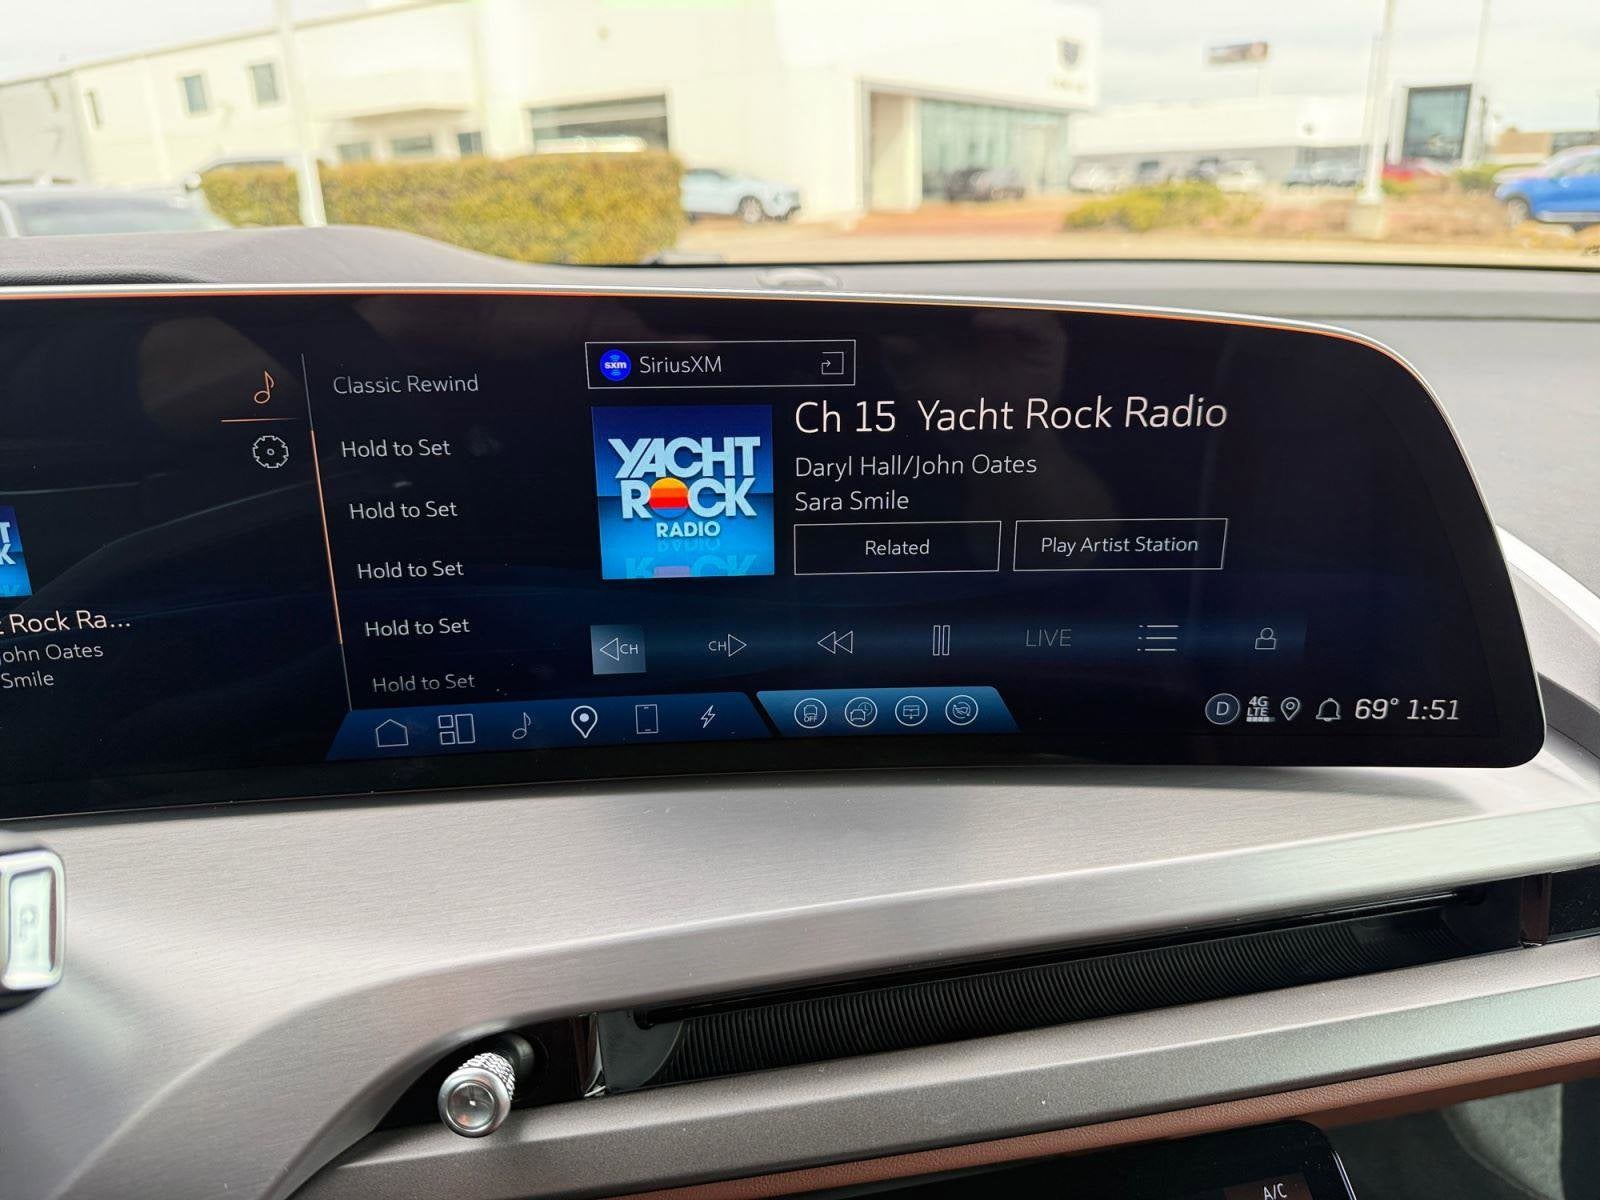 Classic Rewind
Hold to Set
Hold to Set
Hold to Set
Hold to Set
Hold to Set
sxm SiriusXM
YACHT
ROCK
RADIO
Ch 15 Yacht Rock Radio
Daryl Hall/John Oates
Sara Smile
Related
Play Artist Station
CH
CH
LIVE
Rock Ra...
ohn Oates
Smile
OFF
D
4G
LTE
69° 1:51
A/C